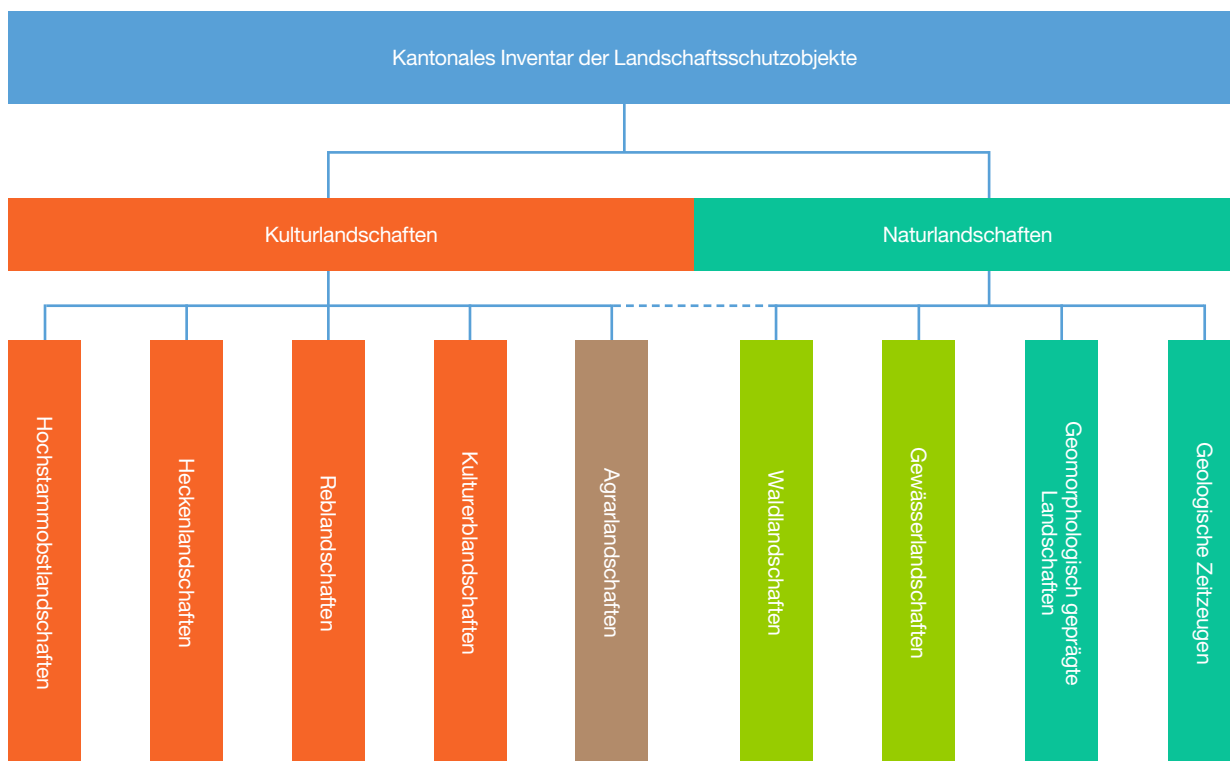 Kantonales Inventar der Landschaftsschutzobjekte
Kulturlandschaften
Naturlandschaften
Hochstammobstlandschaften
Heckenlandschaften
Reblandschaften
Kulturerblandschaften
Agrarlandschaften
Waldlandschaften
Gewässerlandschaften
Geomorphologisch geprägte
Landschaften
Geologische Zeitzeugen